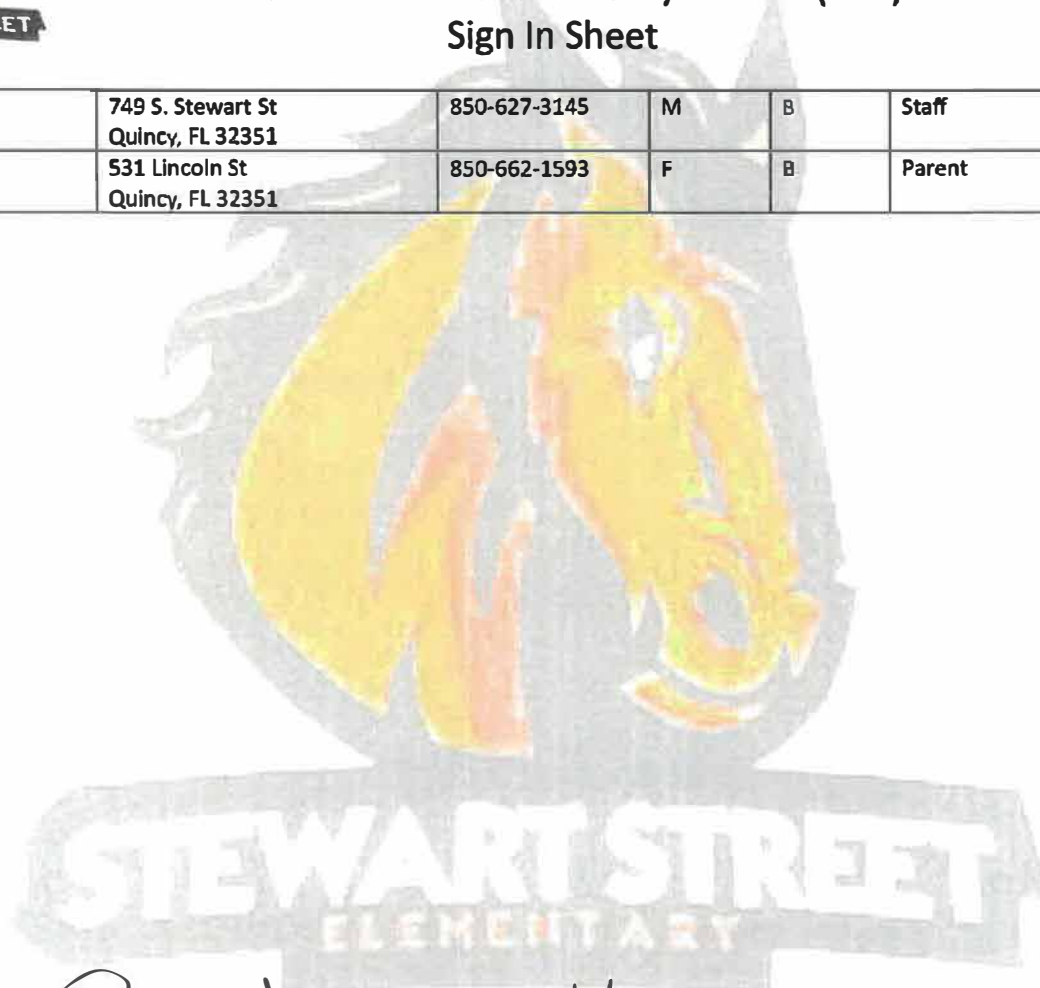 ET
Sign In Sheet
749 S. Stewart St 850-627-3145 M B Staff
Quincy, FL 32351
531 Lincoln St 850-662-1593 F B Parent
Quincy, FL 32351
STEWART STREET
ELEMENTARY